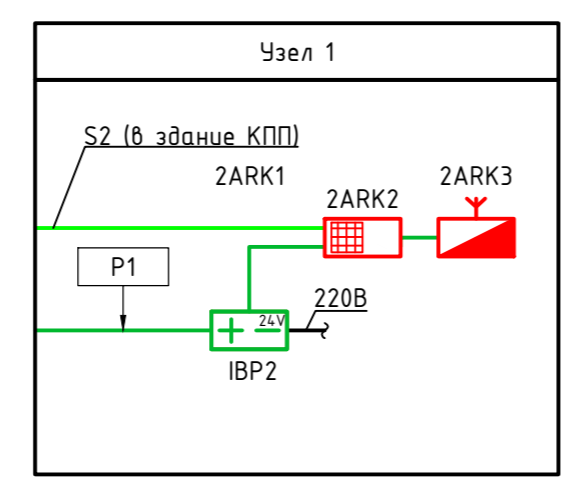 Узел 1
S2 (в здание КПП)
2ARK1
2ARK2
2ARK3
P1
220В
24V
IBP2